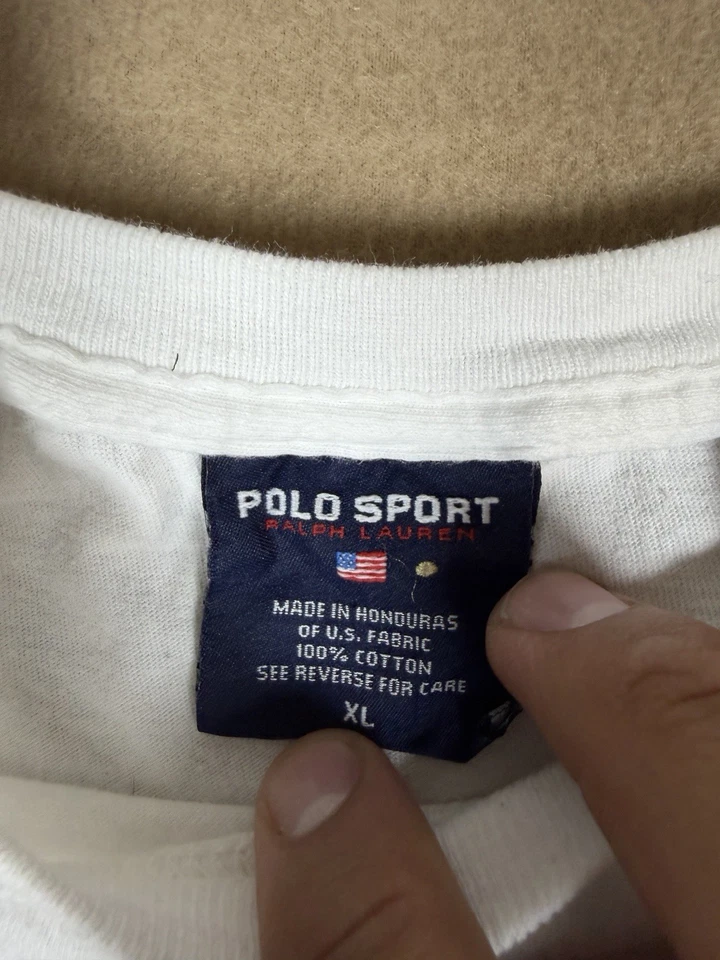 POLO SPORT
RALPH LAUREN
MADE IN HONDURAS
OF U.S. FABRIC
100% COTTON
SEE REVERSE FOR CARE
XL